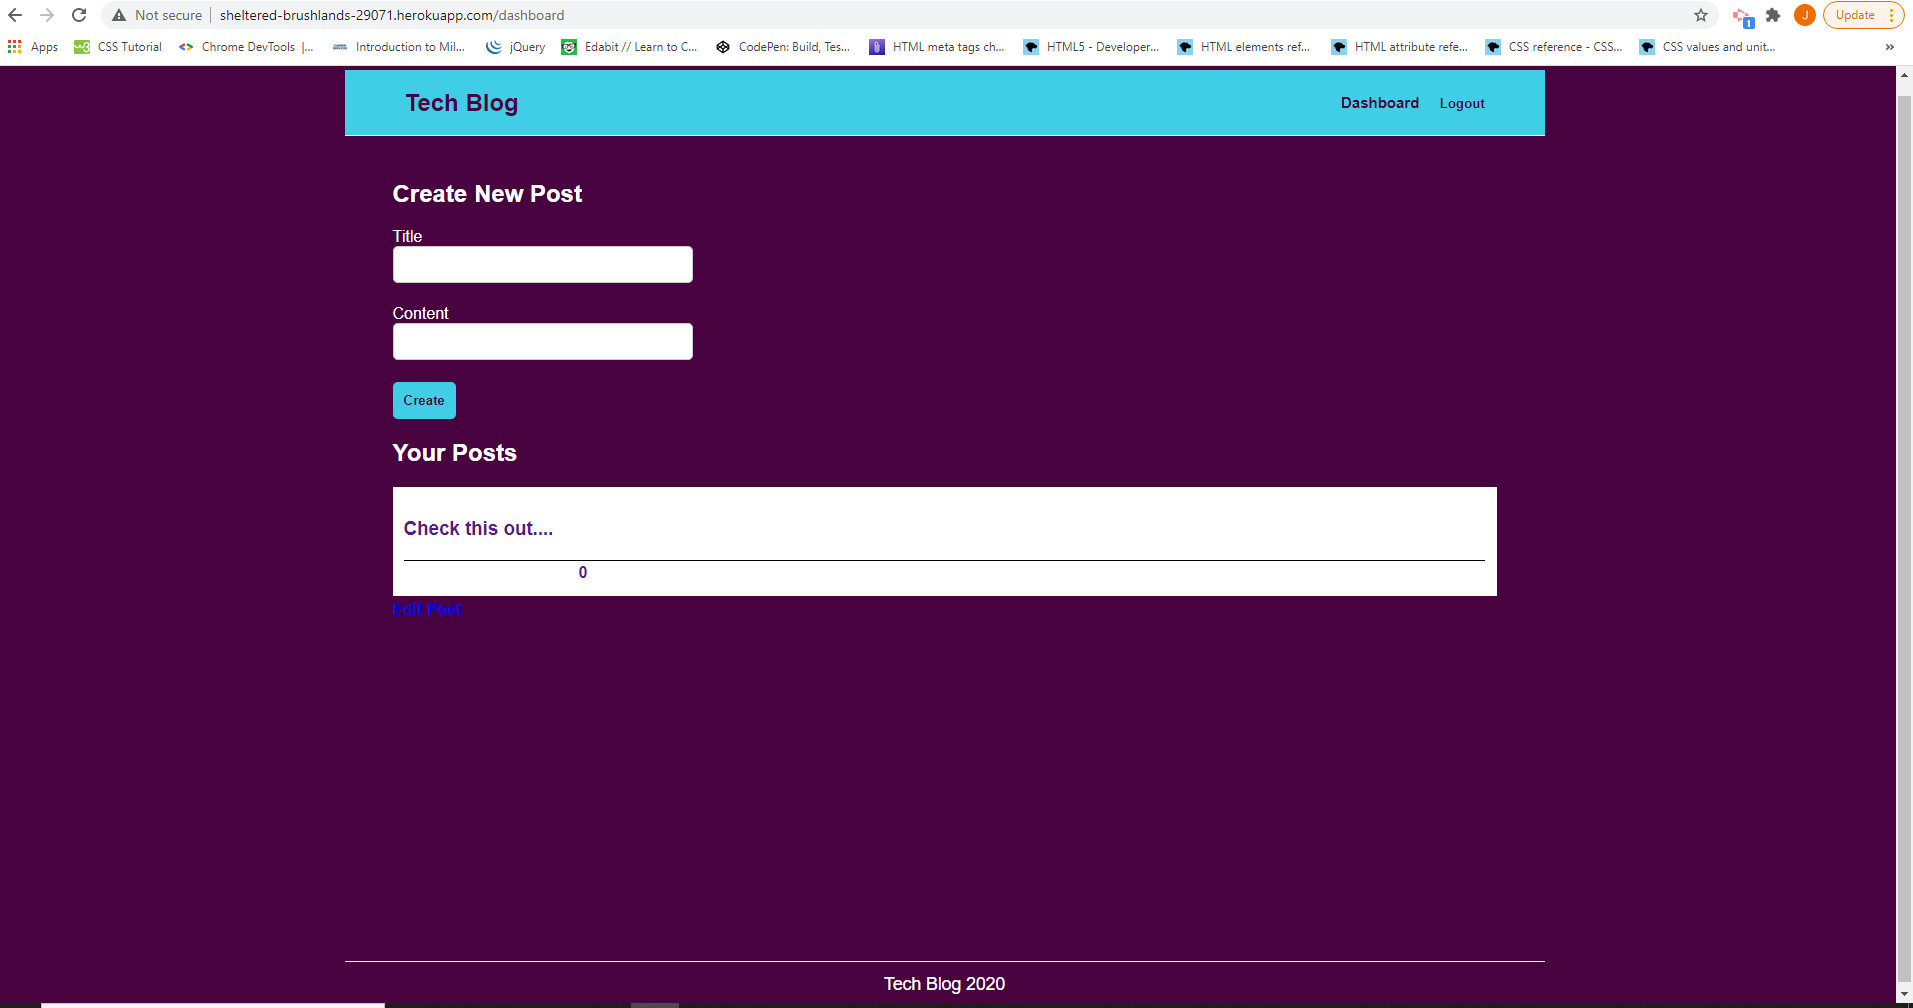 Not secure | sheltered-brushlands-29071.herokuapp.com/dashboard J Update
Apps w3 CSS Tutorial Chrome DevTools |... Introduction to Mil... jQuery Edabit // Learn to C... CodePen: Build, Tes... HTML meta tags ch... HTML5 - Developer... HTML elements ref... HTML attribute refe... CSS reference - CSS... CSS values and unit... »
1
Tech Blog Dashboard Logout
Create New Post
Title
Content
Create
Your Posts
Check this out....
0
Edit Post
Tech Blog 2020